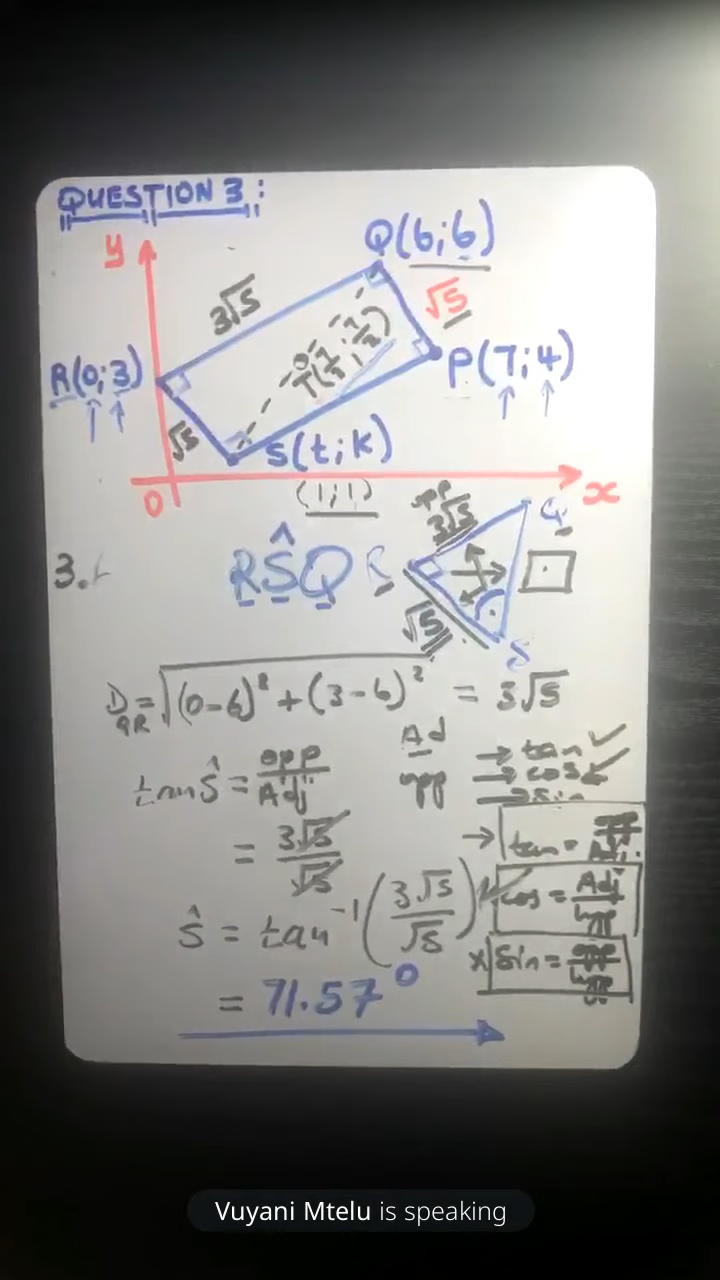 QUESTION 3:
y
Q(6;6)
3√5
√5
T(7/2;7/2)
R(0;3)
P(7;4)
√5
S(t;k)
0
x
(1;1)
Q
3√5
3.
RŜQ
R
√5
S
D QR = √(0-6)² + (3-6)² = 3√5
Ad
opp
→ tan ✓
→ cos
→ sin
tan Ŝ = opp/Adj
= 3√5/√5
→ tan = opp/Adj
Ŝ = tan⁻¹(3√5/√5)
cos = Adj/hyp
x sin = opp/hyp
= 71.57°
Vuyani Mtelu is speaking